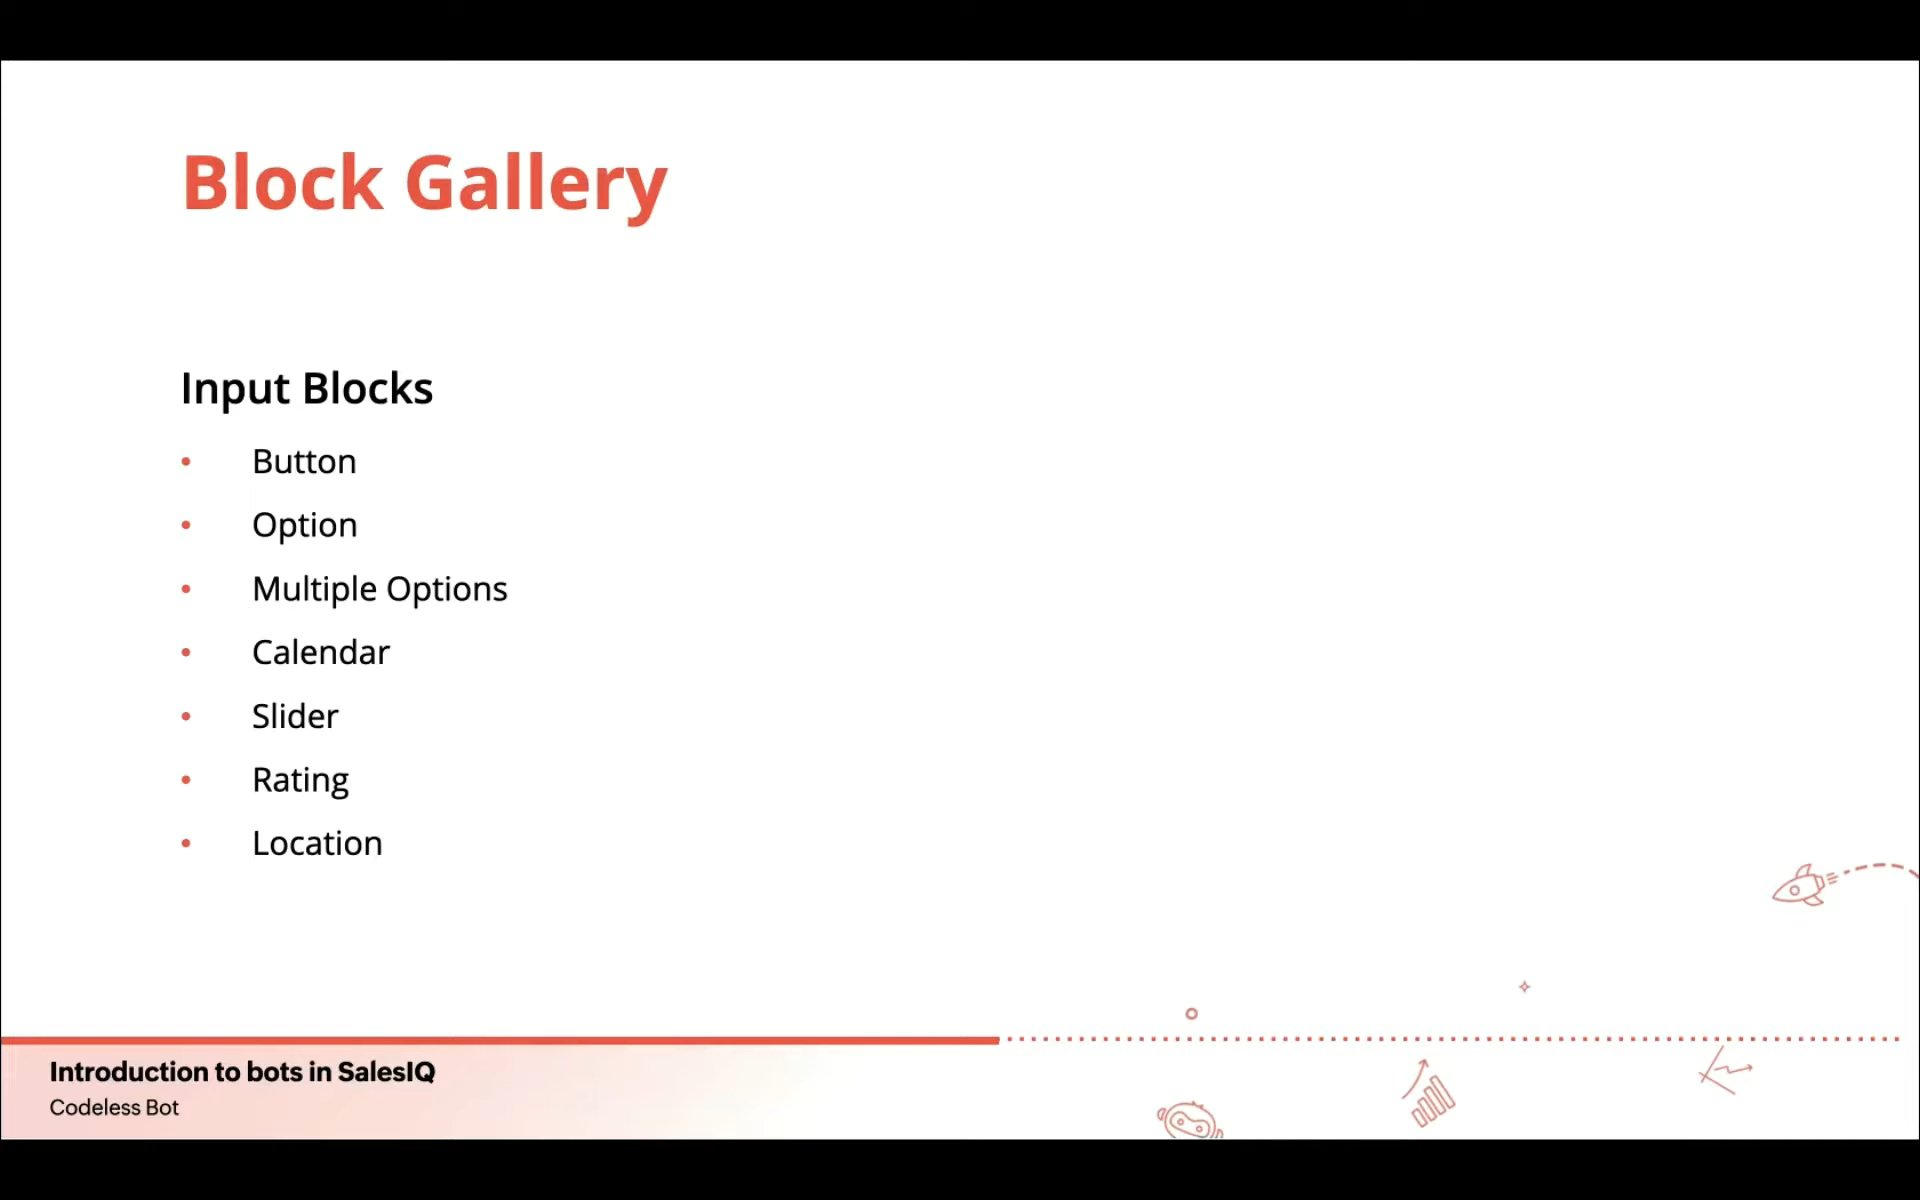 Block Gallery
Input Blocks
• Button
• Option
• Multiple Options
• Calendar
• Slider
• Rating
• Location
Introduction to bots in SalesIQ
Codeless Bot